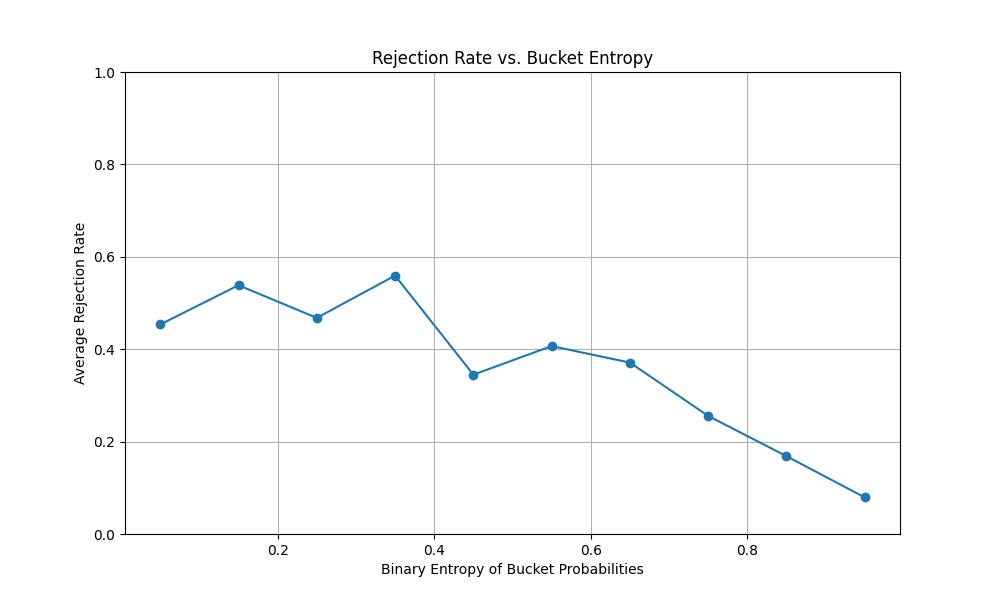 Rejection Rate vs. Bucket Entropy
1.0
0.8
0.6
0.4
0.2
0.0
Average Rejection Rate
0.2 0.4 0.6 0.8
Binary Entropy of Bucket Probabilities